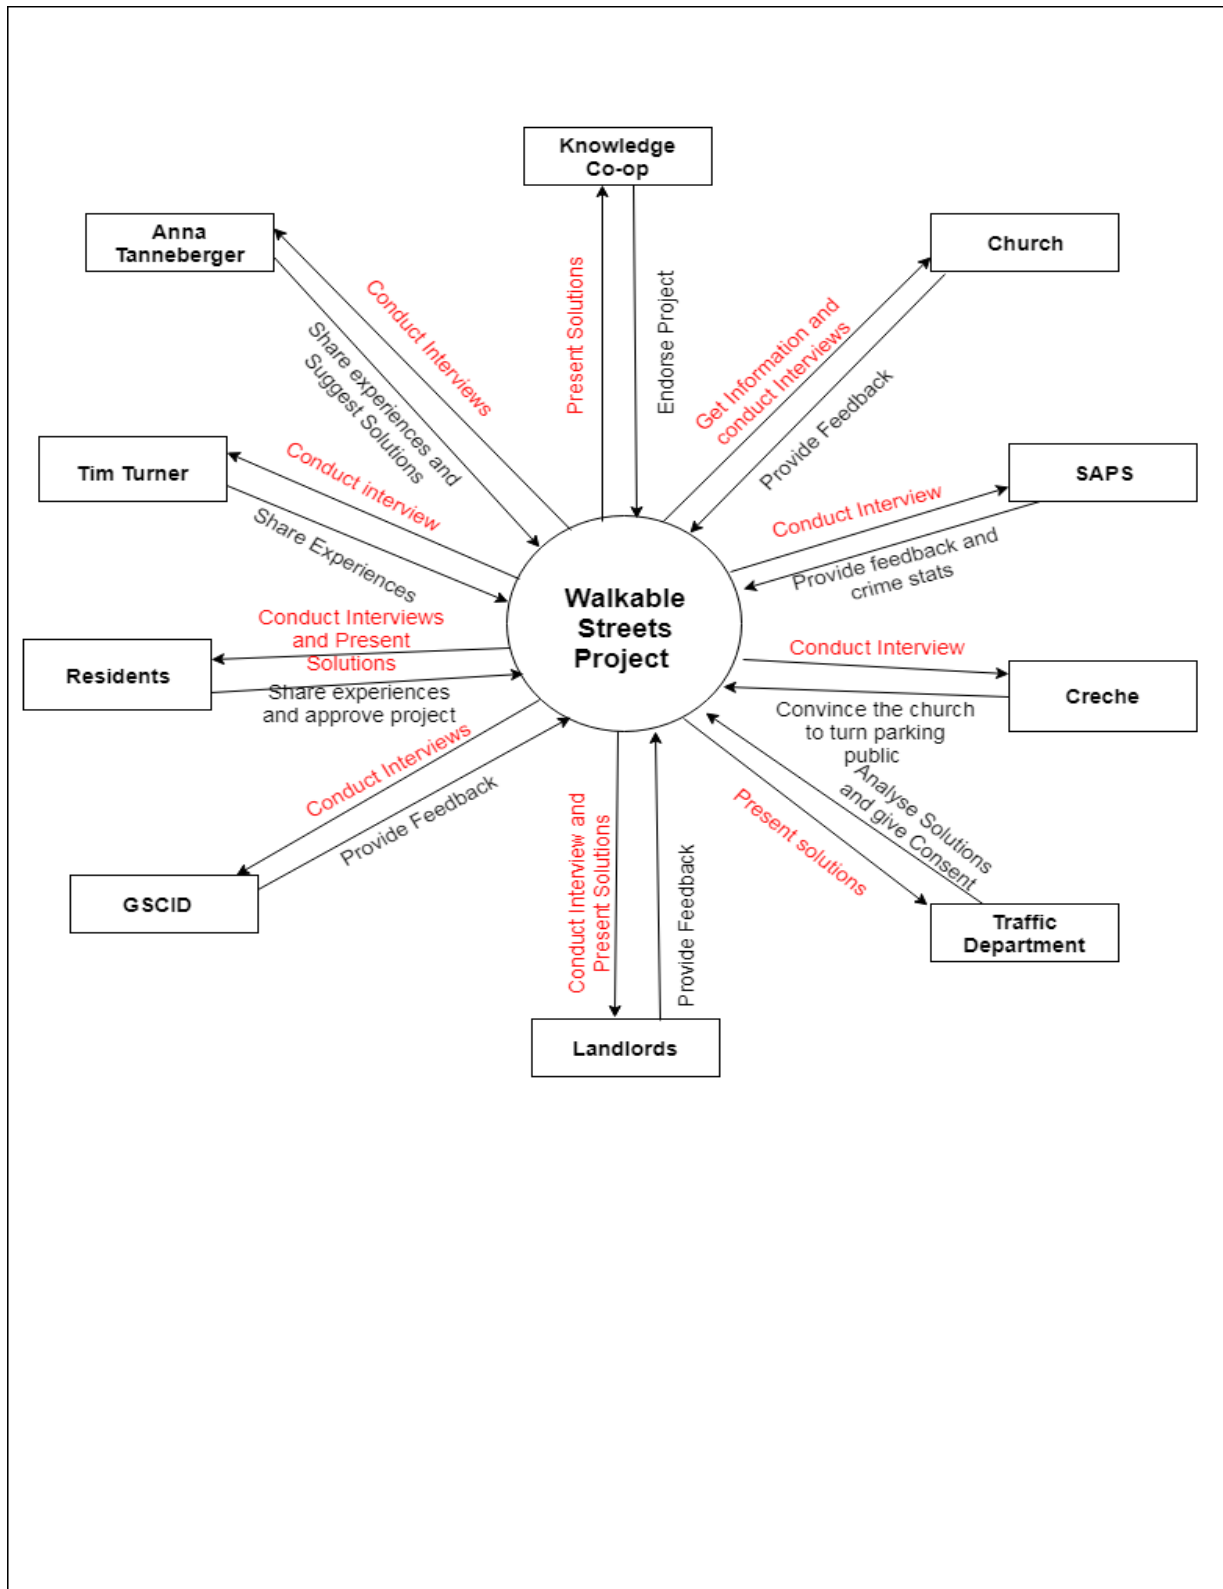 Knowledge
Co-op
Anna
Tanneberger
Church
Conduct Interviews
Share experiences and
Suggest Solutions
Present Solutions
Endorse Project
Get Information and
conduct Interviews
Provide Feedback
Tim Turner
Conduct interview
Share Experiences
SAPS
Conduct Interview
Provide feedback and
crime stats
Walkable
Streets
Project
Residents
Conduct Interviews
and Present
Solutions
Share experiences
and approve project
Creche
Conduct Interview
Convince the church
to turn parking
public
GSCID
Conduct Interviews
Provide Feedback
Conduct Interview and
Present Solutions
Provide Feedback
Landlords
Present solutions
Analyse Solutions
and give Consent
Traffic
Department